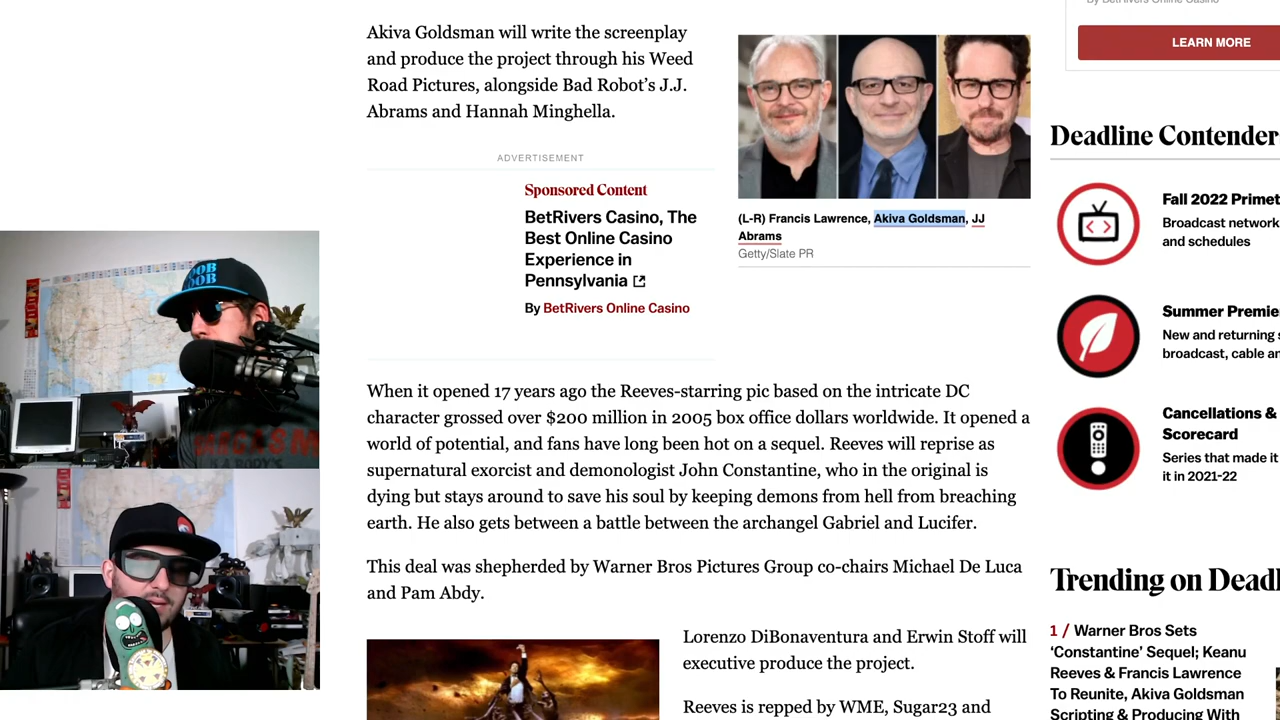 By BetRivers Online Casino
LEARN MORE
Akiva Goldsman will write the screenplay
and produce the project through his Weed
Road Pictures, alongside Bad Robot’s J.J.
Abrams and Hannah Minghella.
ADVERTISEMENT
Sponsored Content
BetRivers Casino, The
Best Online Casino
Experience in
Pennsylvania
By BetRivers Online Casino
(L-R) Francis Lawrence, Akiva Goldsman, JJ
Abrams
Getty/Slate PR
When it opened 17 years ago the Reeves-starring pic based on the intricate DC
character grossed over $200 million in 2005 box office dollars worldwide. It opened a
world of potential, and fans have long been hot on a sequel. Reeves will reprise as
supernatural exorcist and demonologist John Constantine, who in the original is
dying but stays around to save his soul by keeping demons from hell from breaching
earth. He also gets between a battle between the archangel Gabriel and Lucifer.
This deal was shepherded by Warner Bros Pictures Group co-chairs Michael De Luca
and Pam Abdy.
Lorenzo DiBonaventura and Erwin Stoff will
executive produce the project.
Reeves is repped by WME, Sugar23 and
Deadline Contender
Fall 2022 Primet
Broadcast network
and schedules
Summer Premie
New and returning s
broadcast, cable an
Cancellations &
Scorecard
Series that made it
it in 2021-22
Trending on Deadl
1 / Warner Bros Sets
‘Constantine’ Sequel; Keanu
Reeves & Francis Lawrence
To Reunite, Akiva Goldsman
Scripting & Producing With